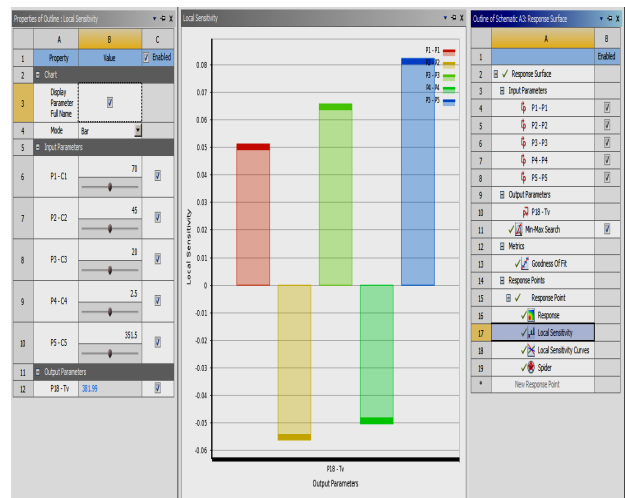 Properties of Outline : Local Sensitivity
A B C
1 Property Value Enabled
2 Chart
3 Display Parameter Full Name
4 Mode Bar
5 Input Parameters
6 P1 - C1 70
7 P2 - C2 45
8 P3 - C3 20
9 P4 - C4 2.5
10 P5 - C5 351.5
11 Output Parameters
12 P18 - Tv 381.99
Local Sensitivity
P1 - P1
P2 - P2
P3 - P3
P4 - P4
P5 - P5
0.08
0.07
0.06
0.05
0.04
0.03
0.02
0.01
0
-0.01
-0.02
-0.03
-0.04
-0.05
-0.06
Local Sensitivity
P18 - Tv
Output Parameters
Outline of Schematic A3: Response Surface
A B
1 Enabled
2 Response Surface
3 Input Parameters
4 P1 - P1
5 P2 - P2
6 P3 - P3
7 P4 - P4
8 P5 - P5
9 Output Parameters
10 P18 - Tv
11 Min-Max Search
12 Metrics
13 Goodness Of Fit
14 Response Points
15 Response Point
16 Response
17 Local Sensitivity
18 Local Sensitivity Curves
19 Spider
* New Response Point